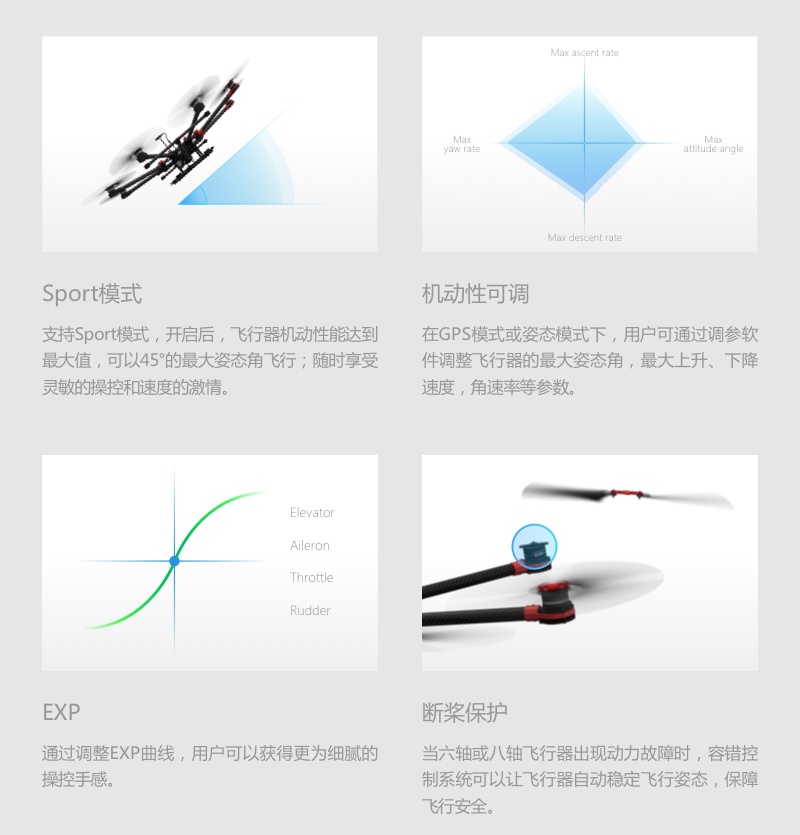 Max ascent rate
Max
yaw rate
Max
attitude angle
Max descent rate
Sport模式
支持Sport模式，开启后，飞行器机动性能达到
最大值，可以45°的最大姿态角飞行；随时享受
灵敏的操控和速度的激情。
机动性可调
在GPS模式或姿态模式下，用户可通过调参软
件调整飞行器的最大姿态角，最大上升、下降
速度，角速率等参数。
Elevator
Aileron
Throttle
Rudder
EXP
通过调整EXP曲线，用户可以获得更为细腻的
操控手感。
断桨保护
当六轴或八轴飞行器出现动力故障时，容错控
制系统可以让飞行器自动稳定飞行姿态，保障
飞行安全。